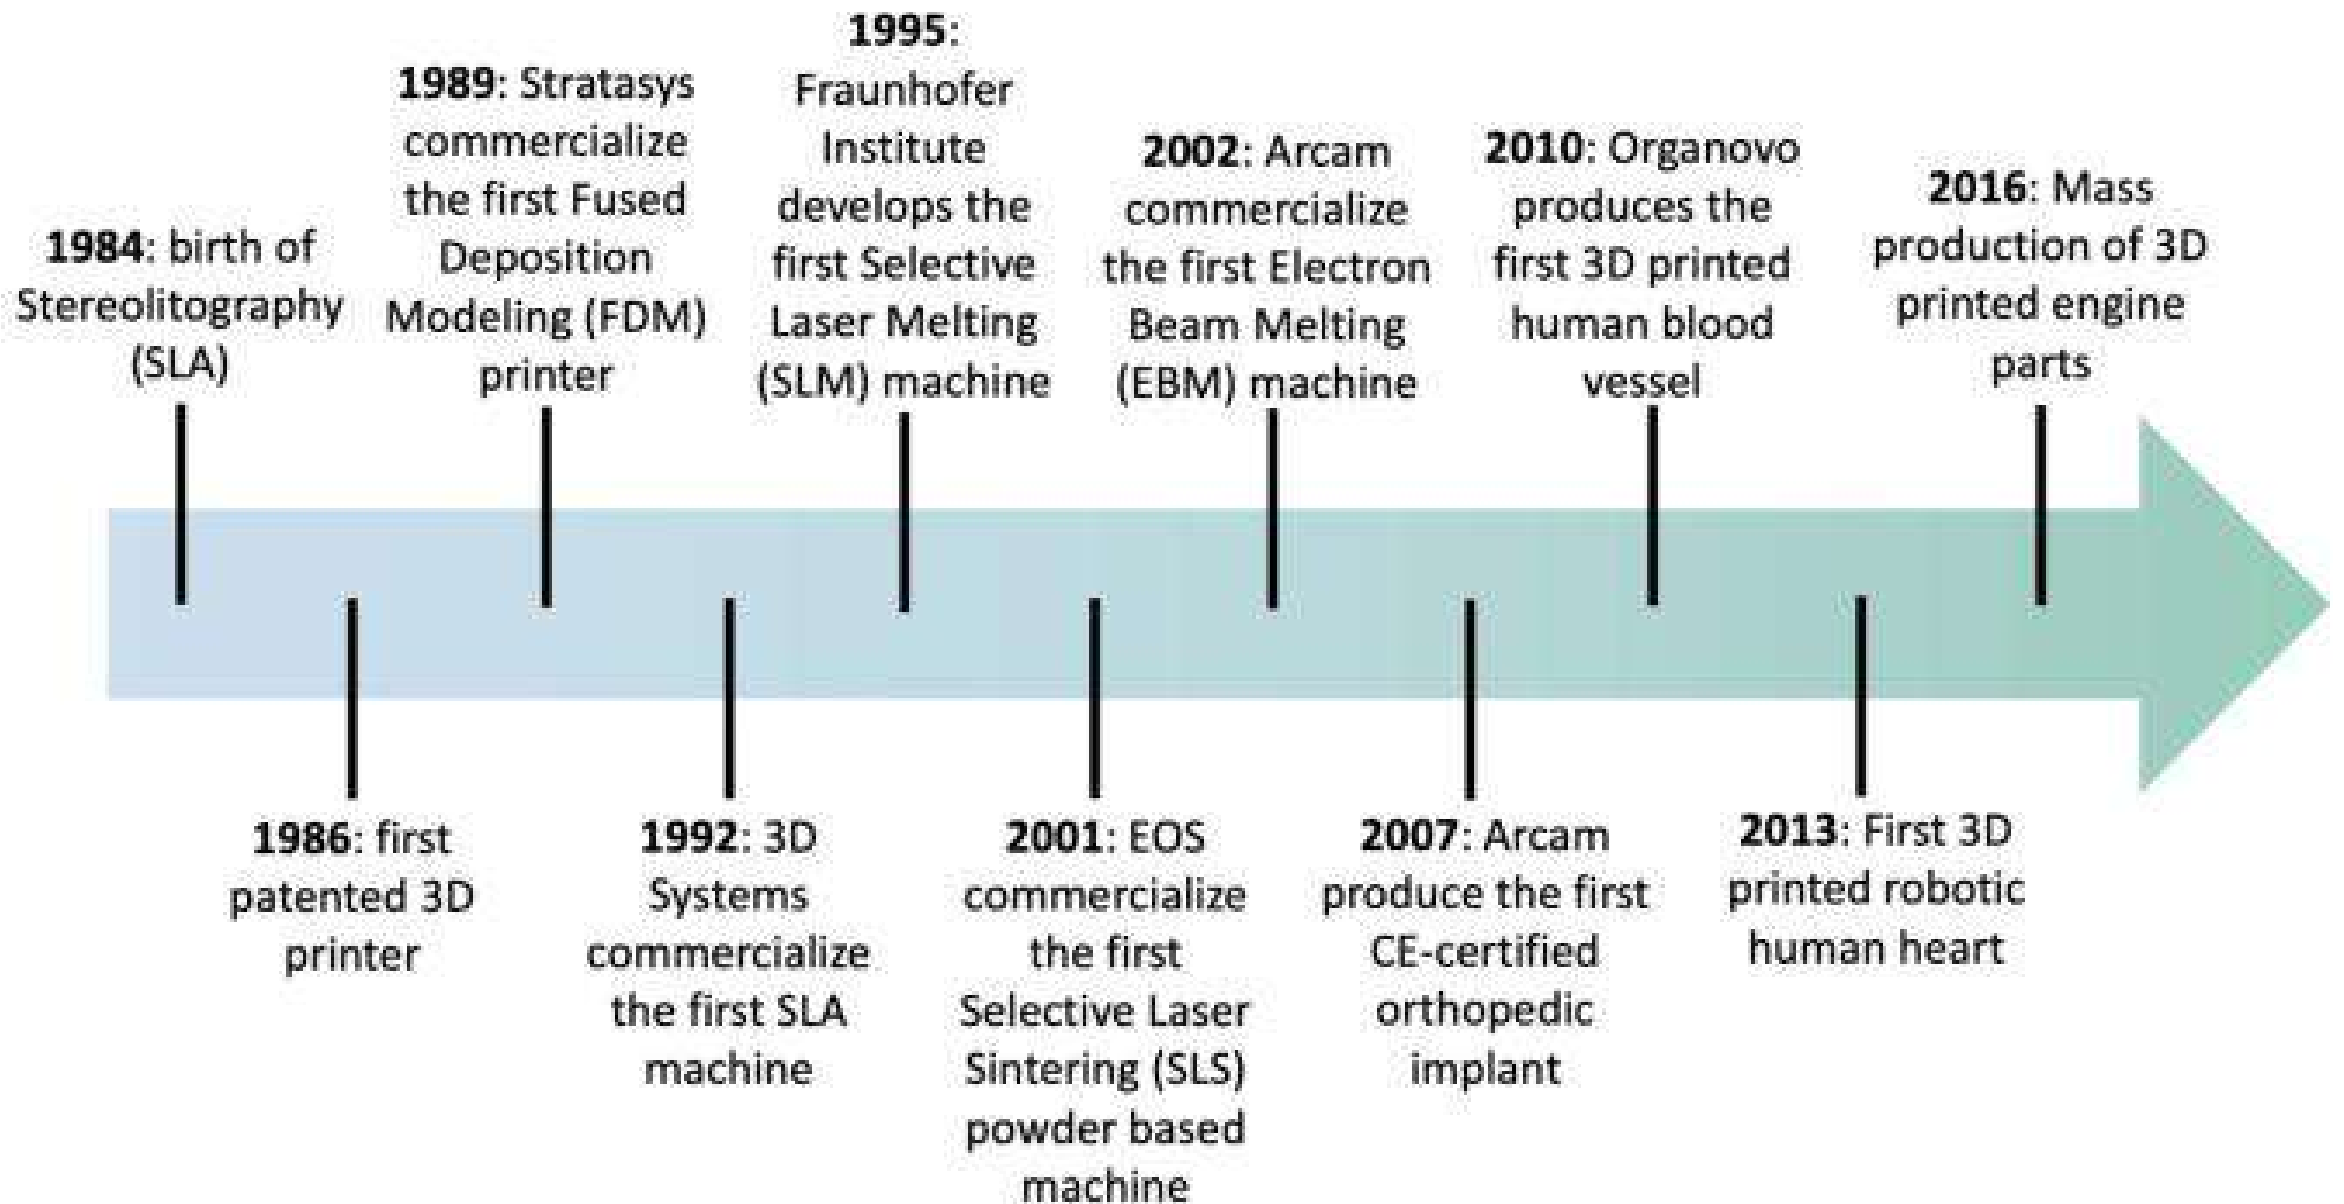 1984: birth of
Stereolitography
(SLA)
1986: first
patented 3D
printer
1989: Stratasys
commercialize
the first Fused
Deposition
Modeling (FDM)
printer
1992: 3D
Systems
commercialize
the first SLA
machine
1995:
Fraunhofer
Institute
develops the
first Selective
Laser Melting
(SLM) machine
2001: EOS
commercialize
the first
Selective Laser
Sintering (SLS)
powder based
machine
2002: Arcam
commercialize
the first Electron
Beam Melting
(EBM) machine
2007: Arcam
produce the first
CE-certified
orthopedic
implant
2010: Organovo
produces the
first 3D printed
human blood
vessel
2013: First 3D
printed robotic
human heart
2016: Mass
production of 3D
printed engine
parts